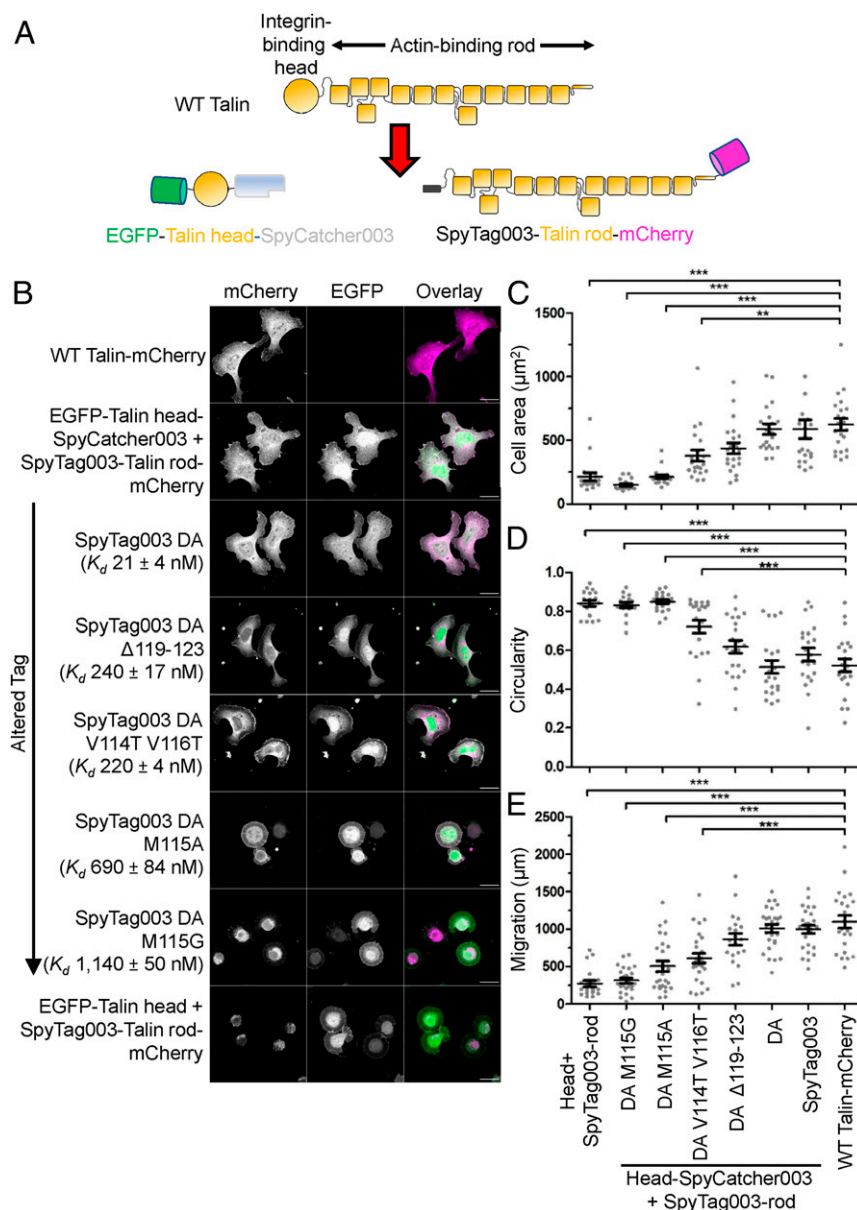 A
Integrin-
binding
head
Actin-binding rod
WT Talin
EGFP-Talin head-SpyCatcher003
SpyTag003-Talin rod-mCherry
B
mCherry
EGFP
Overlay
WT Talin-mCherry
EGFP-Talin head-
SpyCatcher003 +
SpyTag003-Talin rod-
mCherry
Altered Tag
SpyTag003 DA
(Kd 21 ± 4 nM)
SpyTag003 DA
Δ119-123
(Kd 240 ± 17 nM)
SpyTag003 DA
V114T V116T
(Kd 220 ± 4 nM)
SpyTag003 DA
M115A
(Kd 690 ± 84 nM)
SpyTag003 DA
M115G
(Kd 1,140 ± 50 nM)
EGFP-Talin head +
SpyTag003-Talin rod-
mCherry
C
***
***
***
**
Cell area (µm²)
1500
1000
500
0
D
***
***
***
***
Circularity
1.0
0.8
0.6
0.4
0.2
0.0
E
***
***
***
***
Migration (µm)
2500
2000
1500
1000
500
0
Head+
SpyTag003-rod
DA M115G
DA M115A
DA V114T V116T
DA Δ119-123
DA
SpyTag003
WT Talin-mCherry
Head-SpyCatcher003
+ SpyTag003-rod